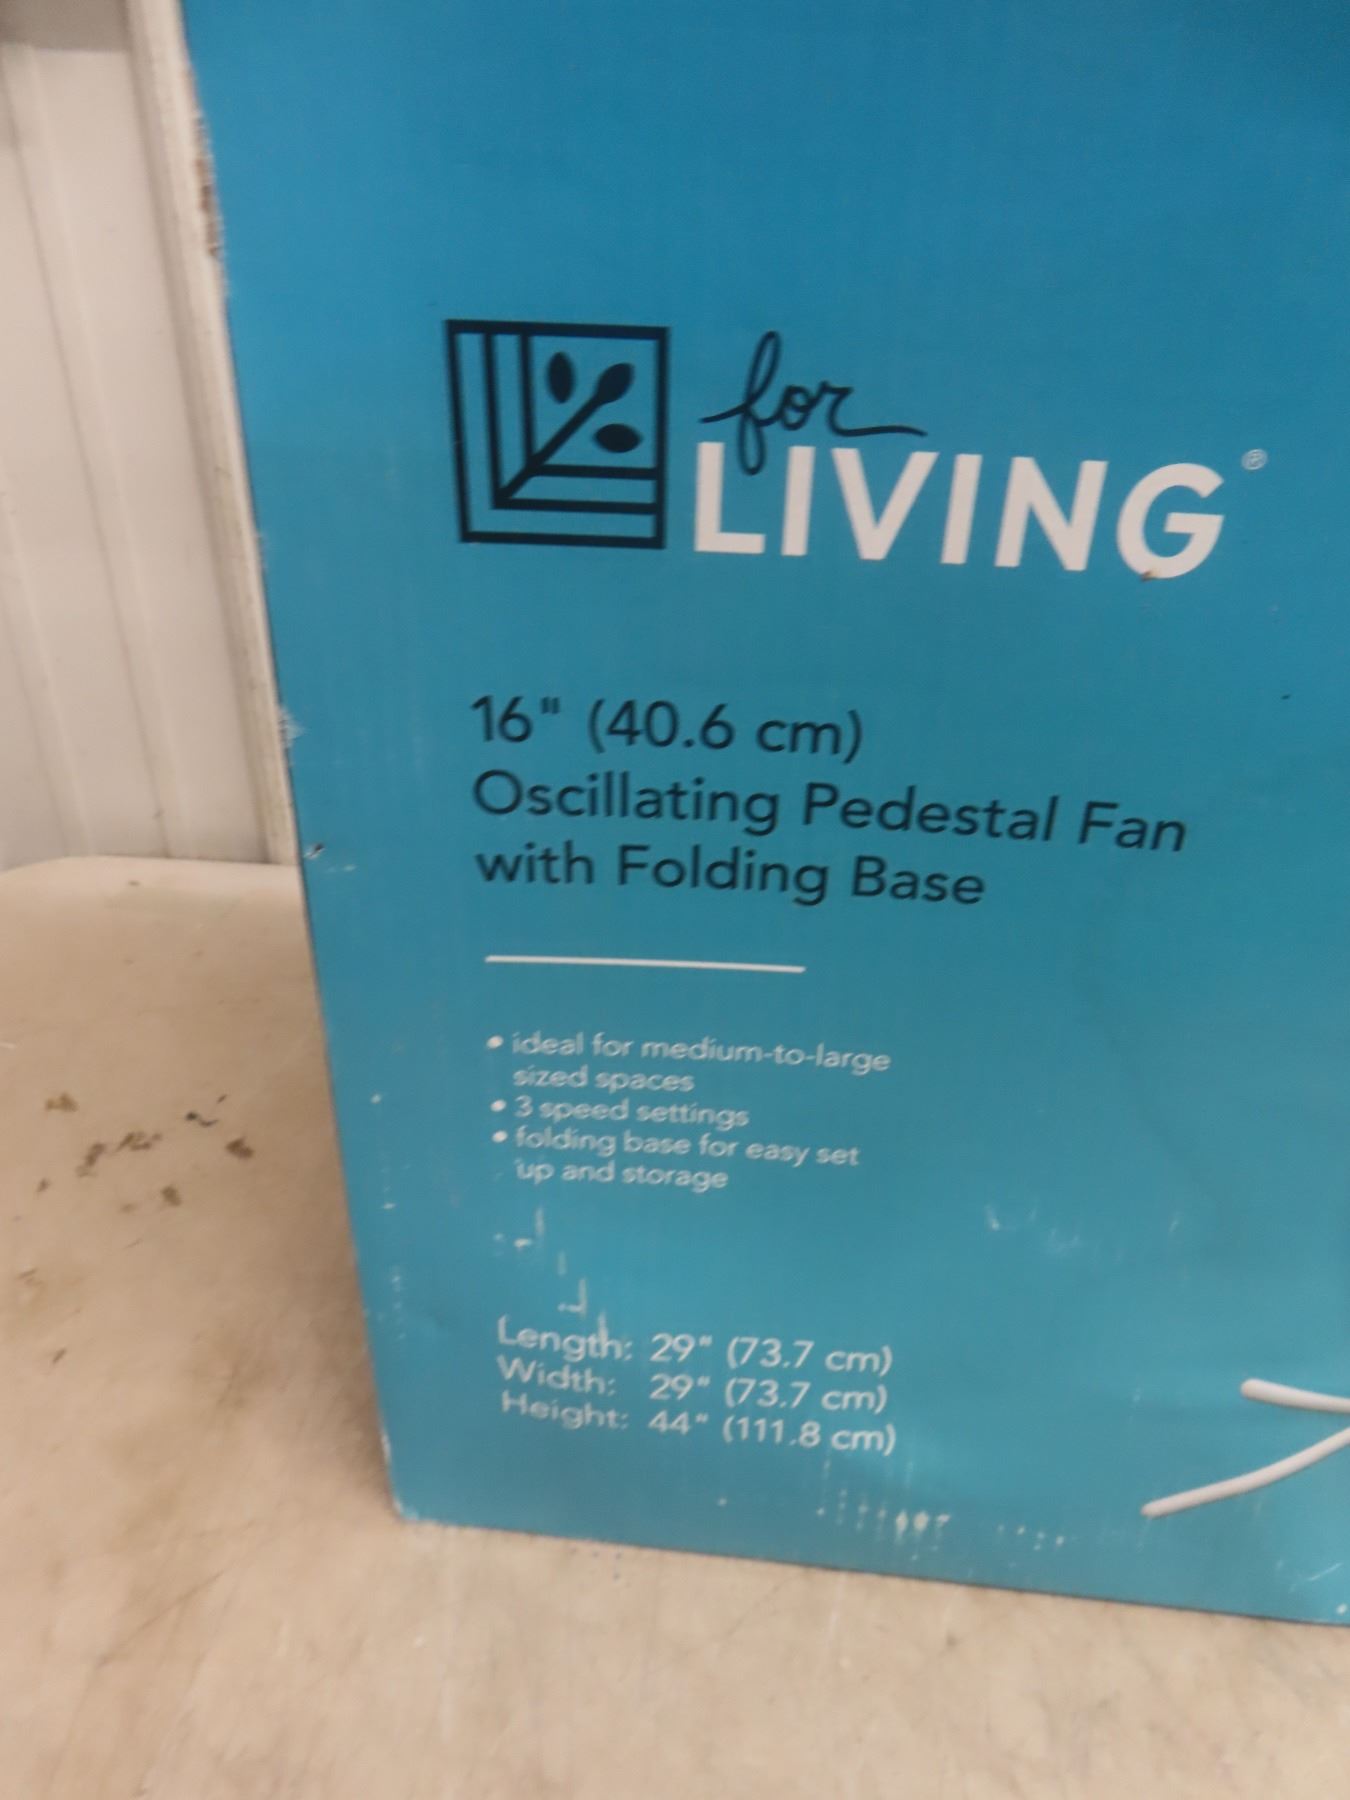 for
LIVING®
16" (40.6 cm)
Oscillating Pedestal Fan
with Folding Base
• ideal for medium-to-large
sized spaces
• 3 speed settings
• folding base for easy set
up and storage
Length: 29" (73.7 cm)
Width: 29" (73.7 cm)
Height: 44" (111.8 cm)